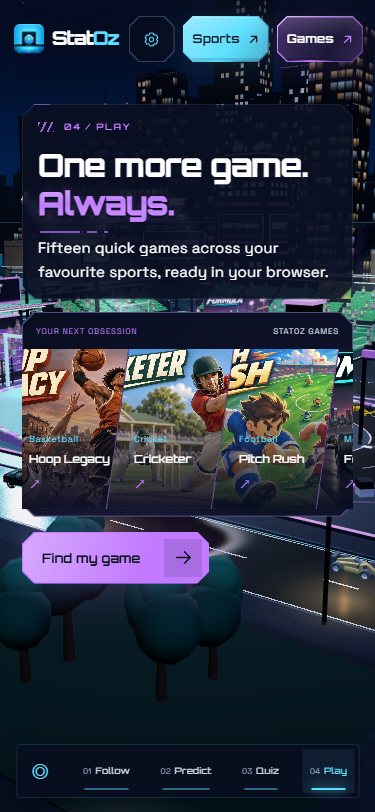 StatOz
Sports ↗
Games ↗
04 / PLAY
One more game.
Always.
Fifteen quick games across your
favourite sports, ready in your browser.
FORMULA
YOUR NEXT OBSESSION
STATOZ GAMES
Basketball
Hoop Legacy
Cricket
Cricketer
Football
Pitch Rush
Find my game →
01 Follow
02 Predict
03 Quiz
04 Play